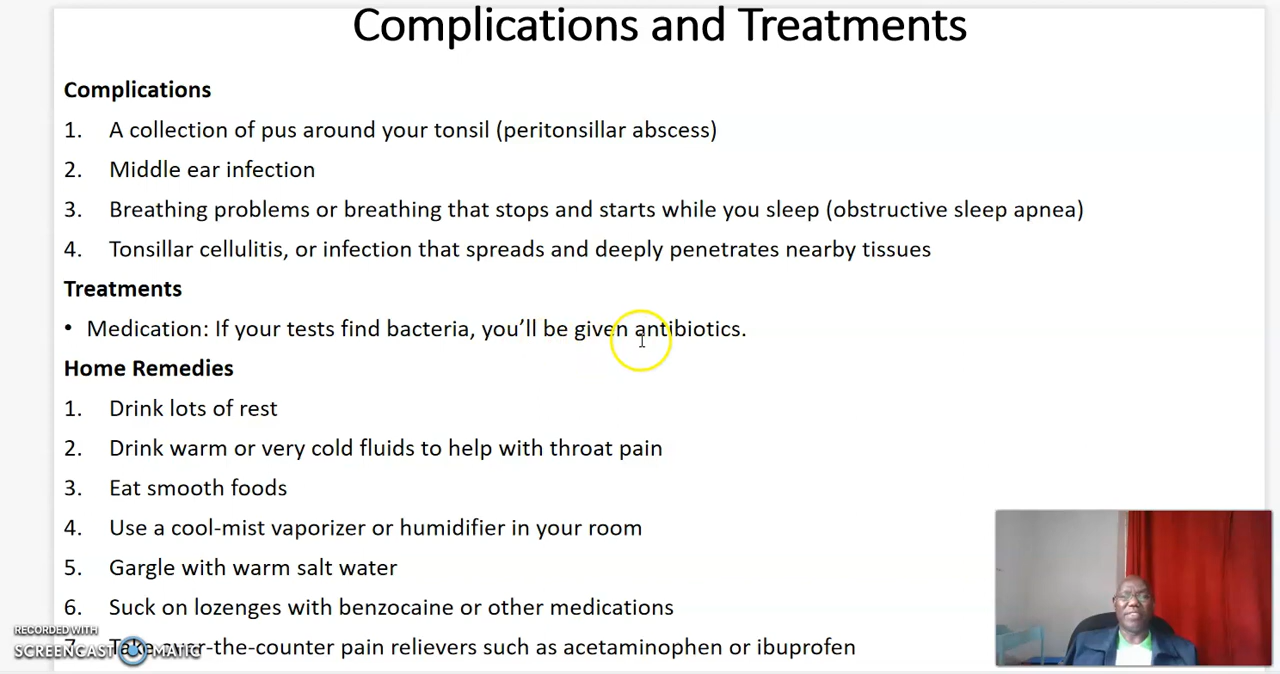 Complications and Treatments
Complications
1. A collection of pus around your tonsil (peritonsillar abscess)
2. Middle ear infection
3. Breathing problems or breathing that stops and starts while you sleep (obstructive sleep apnea)
4. Tonsillar cellulitis, or infection that spreads and deeply penetrates nearby tissues
Treatments
• Medication: If your tests find bacteria, you’ll be given antibiotics.
Home Remedies
1. Drink lots of rest
2. Drink warm or very cold fluids to help with throat pain
3. Eat smooth foods
4. Use a cool-mist vaporizer or humidifier in your room
5. Gargle with warm salt water
6. Suck on lozenges with benzocaine or other medications
RECORDED WITH
SCREENCAST MATIC
7. Take over-the-counter pain relievers such as acetaminophen or ibuprofen